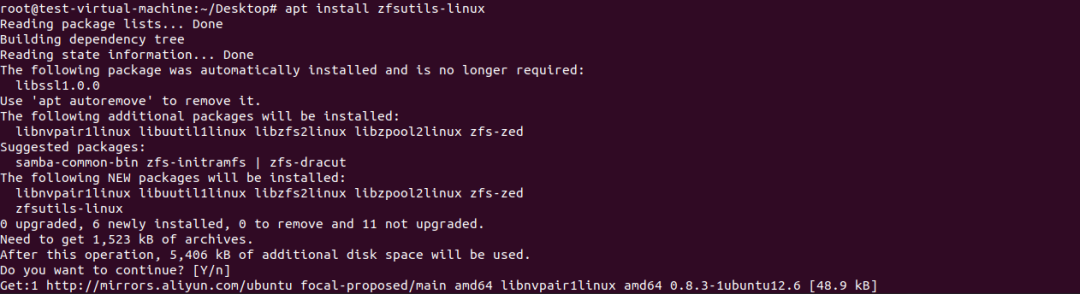 root@test-virtual-machine:~/Desktop# apt install zfsutils-linux
Reading package lists... Done
Building dependency tree
Reading state information... Done
The following package was automatically installed and is no longer required:
  libssl1.0.0
Use 'apt autoremove' to remove it.
The following additional packages will be installed:
  libnvpair1linux libuutil1linux libzfs2linux libzpool2linux zfs-zed
Suggested packages:
  samba-common-bin zfs-initramfs | zfs-dracut
The following NEW packages will be installed:
  libnvpair1linux libuutil1linux libzfs2linux libzpool2linux zfs-zed
  zfsutils-linux
0 upgraded, 6 newly installed, 0 to remove and 11 not upgraded.
Need to get 1,523 kB of archives.
After this operation, 5,406 kB of additional disk space will be used.
Do you want to continue? [Y/n]
Get:1 http://mirrors.aliyun.com/ubuntu focal-proposed/main amd64 libnvpair1linux amd64 0.8.3-1ubuntu12.6 [48.9 kB]